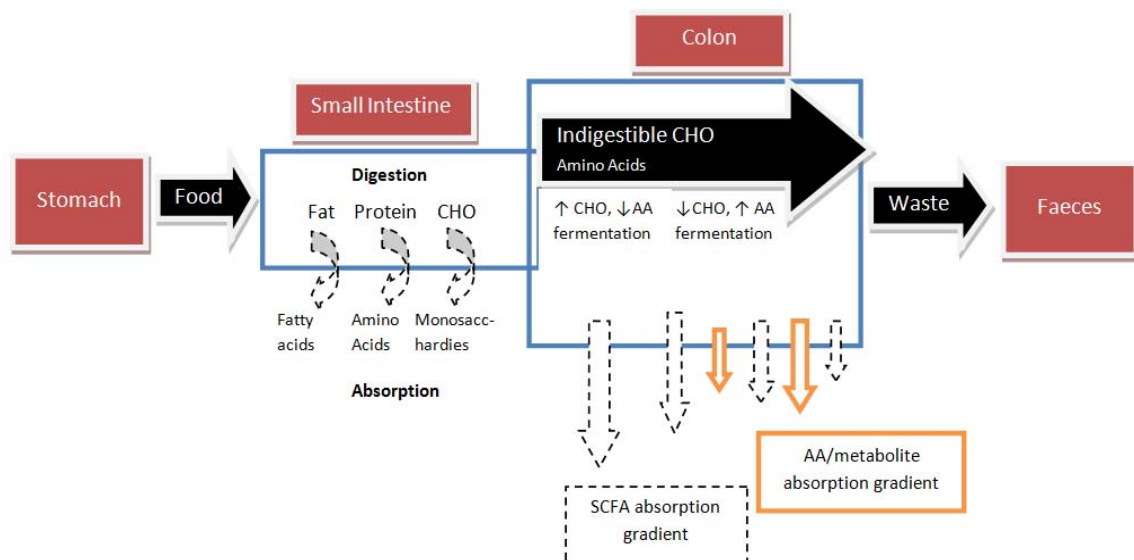 Colon
Small Intestine
Indigestible CHO
Amino Acids
Stomach
Food
Digestion
Fat Protein CHO
↑ CHO, ↓AA
fermentation
↓CHO, ↑ AA
fermentation
Waste
Faeces
Fatty
acids
Amino
Acids
Monosacc-
hardies
Absorption
AA/metabolite
absorption gradient
SCFA absorption
gradient